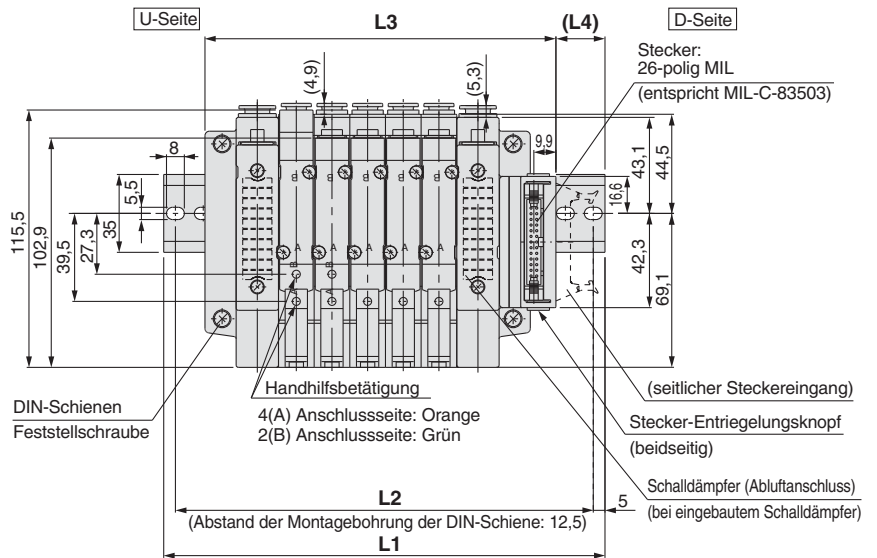 U-Seite
L3
(L4)
D-Seite
Stecker:
26-polig MIL
(entspricht MIL-C-83503)
(4,9)
(5,3)
9,9
8
5,5
35
27,3
39,5
102,9
115,5
16,6
43,1
44,5
42,3
69,1
B
B
B
B
B
A
A
A
A
A
B
B
A
A
DIN-Schienen
Feststellschraube
Handhilfsbetätigung
4(A) Anschlussseite: Orange
2(B) Anschlussseite: Grün
(seitlicher Steckereingang)
Stecker-Entriegelungsknopf
(beidseitig)
Schalldämpfer (Abluftanschluss)
(bei eingebautem Schalldämpfer)
L2
5
(Abstand der Montagebohrung der DIN-Schiene: 12,5)
L1